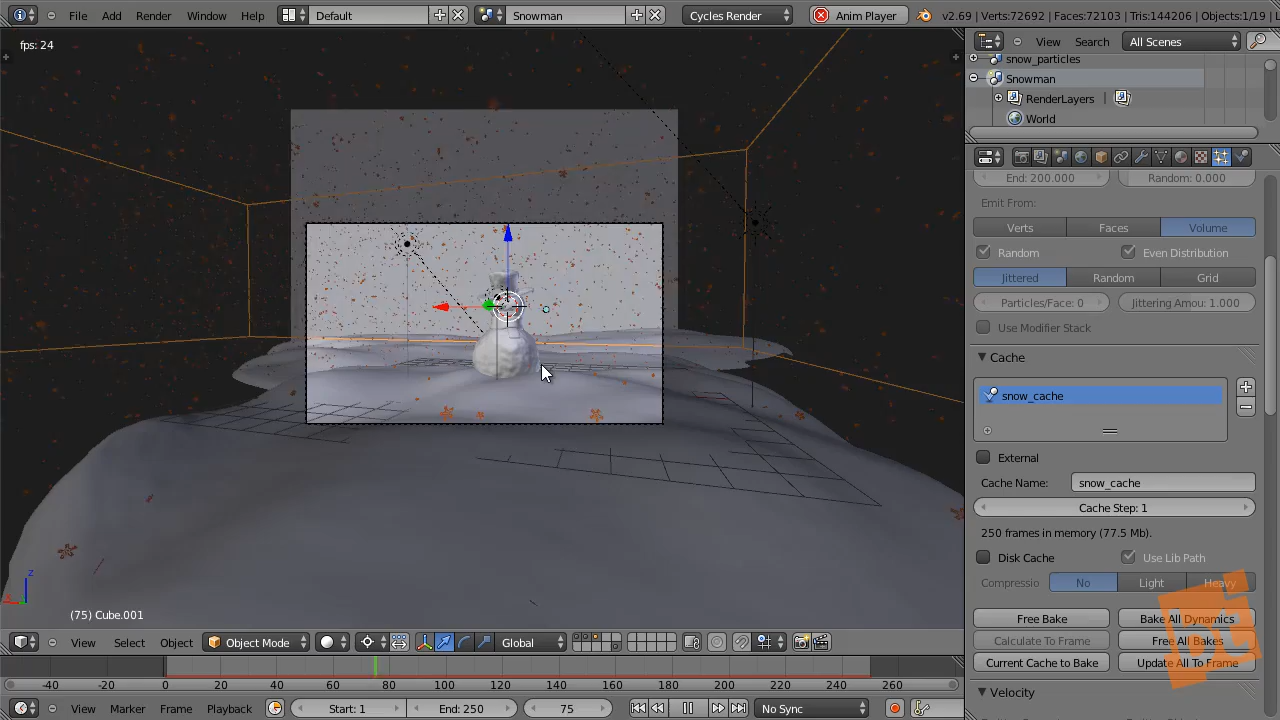 File Add Render Window Help Default Snowman Cycles Render Anim Player v2.69 | Verts:72692 | Faces:72103 | Tris:144206 | Objects:1/19 |
fps: 24
View Search All Scenes
snow_particles
Snowman
RenderLayers |
World
End: 200.000 Random: 0.000
Emit From:
Verts Faces Volume
Random Even Distribution
Jittered Random Grid
Particles/Face: 0 Jittering Amou: 1.000
Use Modifier Stack
Cache
snow_cache
External
Cache Name: snow_cache
Cache Step: 1
250 frames in memory (77.5 Mb).
Disk Cache Use Lib Path
Compressio No Light Heavy
Free Bake Bake All Dynamics
Calculate To Frame Free All Bakes
Current Cache to Bake Update All To Frame
Velocity
z
(75) Cube.001
View Select Object Object Mode Global
-40 -20 0 20 40 60 80 100 120 140 160 180 200 220 240 260
View Marker Frame Playback Start: 1 End: 250 75 No Sync